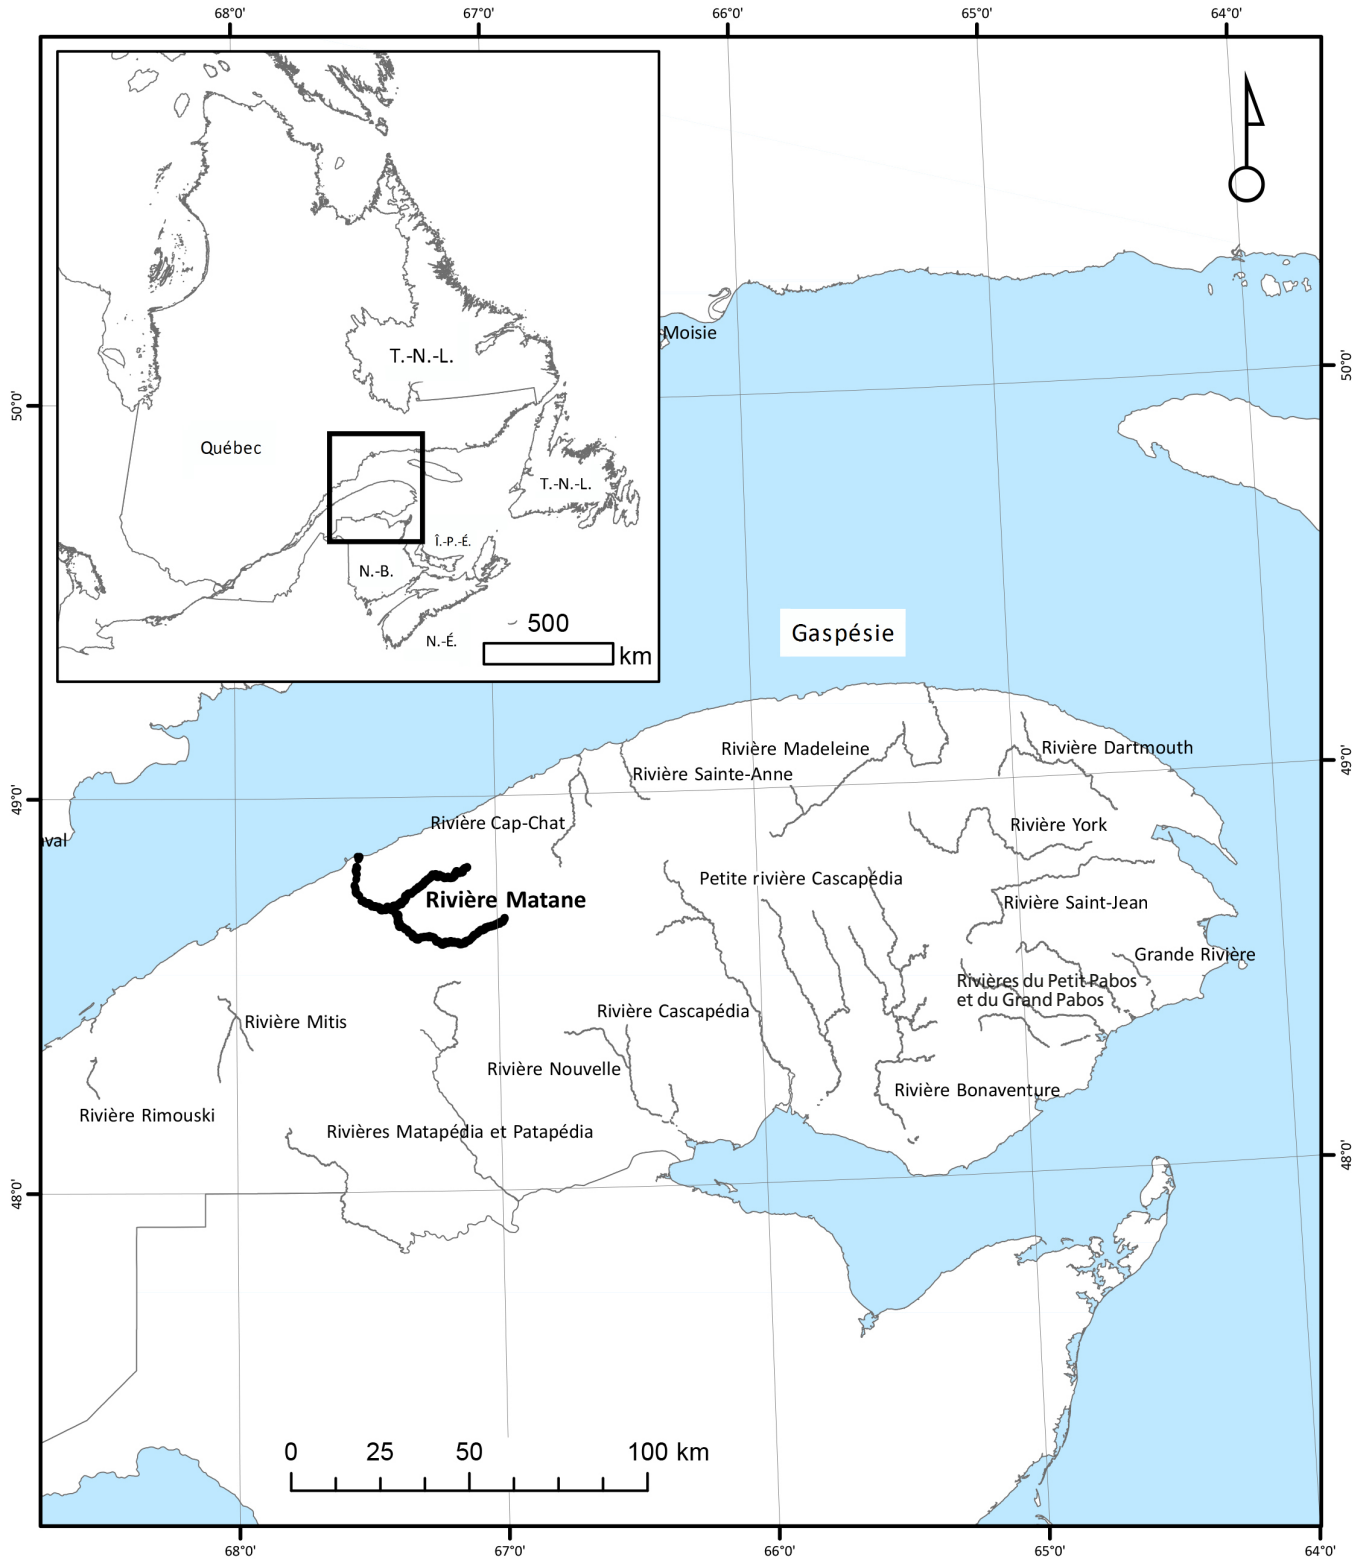 68°0' 67°0' 66°0' 65°0' 64°0'
T.-N.-L.
Québec
T.-N.-L.
Î.-P.-É.
N.-B.
N.-É.
500
km
Moisie
50°0'
50°0'
Gaspésie
Rivière Madeleine
Rivière Dartmouth
Rivière Sainte-Anne
49°0'
49°0'
Rivière Cap-Chat
Rivière York
val
Petite rivière Cascapédia
Rivière Matane
Rivière Saint-Jean
Grande Rivière
Rivières du Petit Pabos
et du Grand Pabos
Rivière Cascapédia
Rivière Mitis
Rivière Nouvelle
Rivière Bonaventure
Rivière Rimouski
Rivières Matapédia et Patapédia
48°0'
48°0'
0 25 50 100 km
68°0' 67°0' 66°0' 65°0' 64°0'